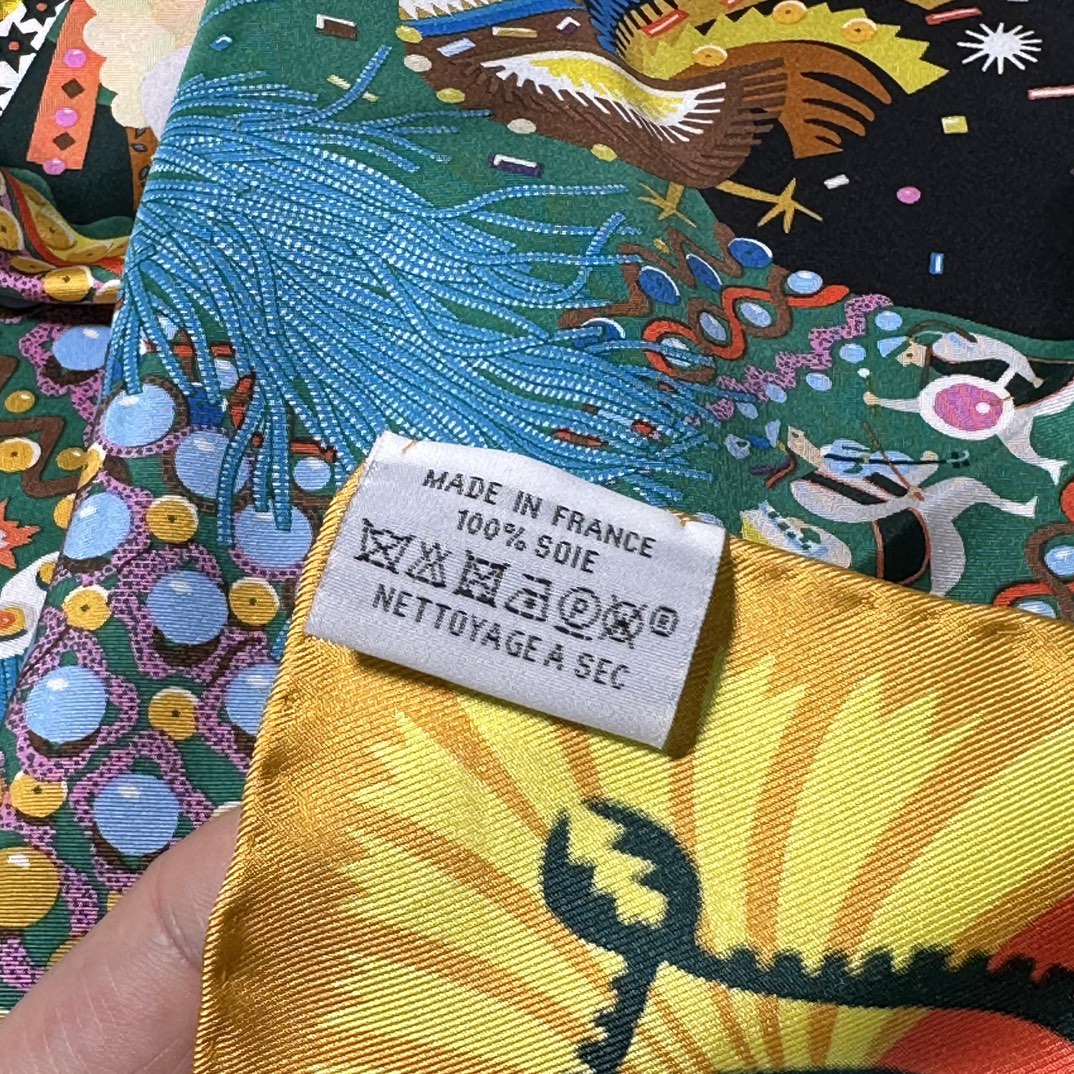 MADE IN FRANCE
100% SOIE
P ®
NETTOYAGE A SEC